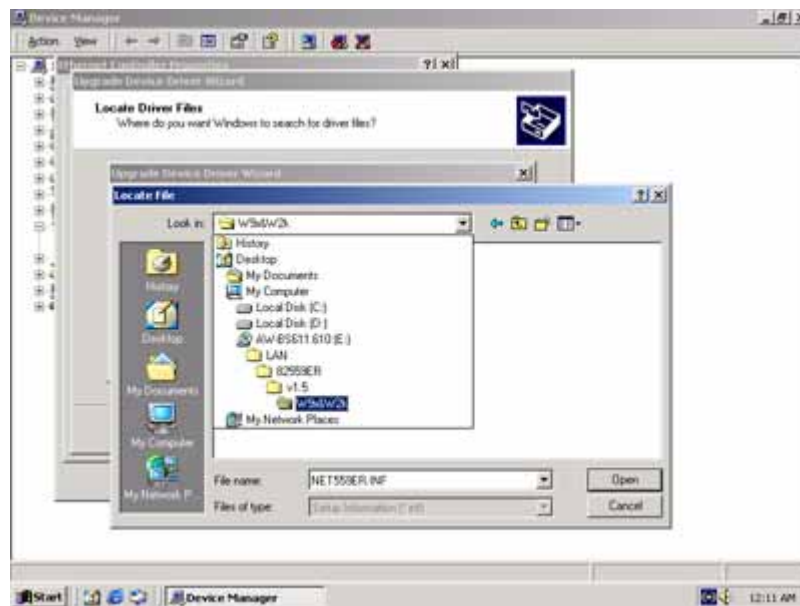 Device Manager
Action View
Ethernet Controller Properties
Upgrade Device Driver Wizard
Locate Driver Files
Where do you want Windows to search for driver files?
Upgrade Device Driver Wizard
Locate File
Look in:
W9x&W2k
History
Desktop
My Documents
My Computer
Local Disk (C:)
Local Disk (D:)
AW-BS611.610 (E:)
LAN
82559ER
v1.5
W9x&W2k
My Network Places
History
Desktop
My Documents
My Computer
My Network P...
File name:
NET559ER.INF
Open
Files of type:
Setup Information (*.inf)
Cancel
Start
Device Manager
12:11 AM